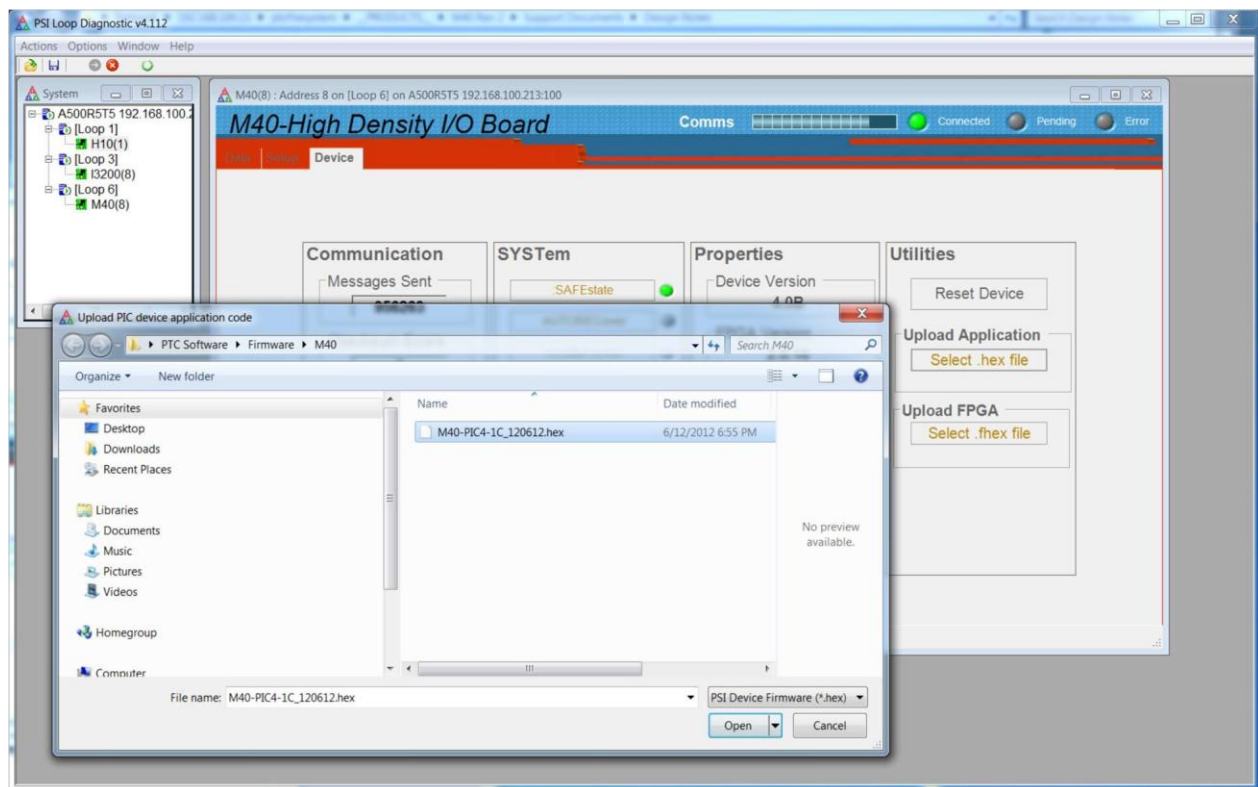 PSI Loop Diagnostic v4.112
Actions Options Window Help
System
A500R5T5 192.168.100.2
[Loop 1]
H10(1)
[Loop 3]
I3200(8)
[Loop 6]
M40(8)
M40(8) : Address 8 on [Loop 6] on A500R5T5 192.168.100.213:100
M40-High Density I/O Board
Comms
Connected
Pending
Error
Data Setup Device
Communication
Messages Sent
SYSTem
SAFEstate
Properties
Device Version
4.0B
Utilities
Reset Device
Upload Application
Select .hex file
Upload FPGA
Select .fhex file
Upload PIC device application code
PTC Software Firmware M40
Search M40
Organize New folder
Favorites
Desktop
Downloads
Recent Places
Libraries
Documents
Music
Pictures
Videos
Homegroup
Computer
Name Date modified
M40-PIC4-1C_120612.hex 6/12/2012 6:55 PM
No preview
available.
File name: M40-PIC4-1C_120612.hex
PSI Device Firmware (*.hex)
Open Cancel